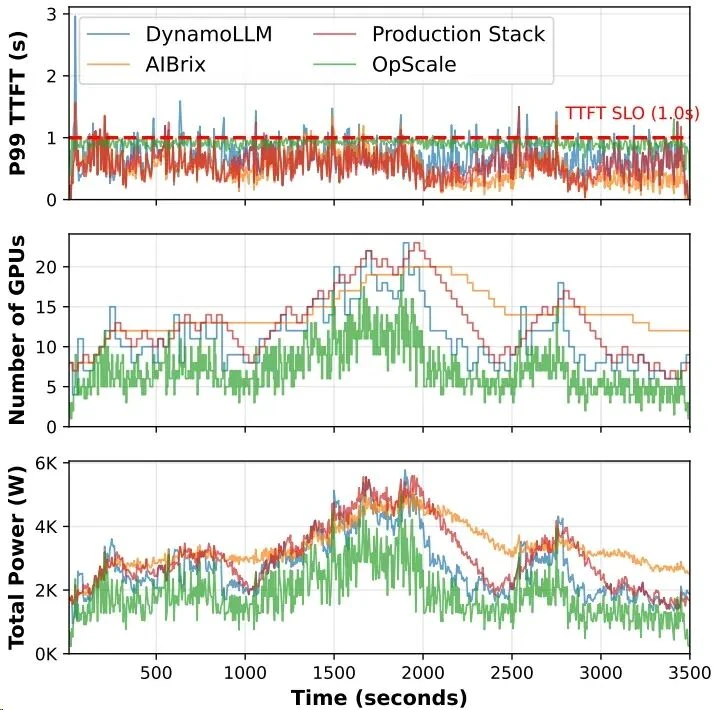 P99 TTFT (s)
3
2
1
0
DynamoLLM
AIBrix
Production Stack
OpScale
TTFT SLO (1.0s)
Number of GPUs
20
15
10
5
0
Total Power (W)
6K
4K
2K
0K
500 1000 1500 2000 2500 3000 3500
Time (seconds)